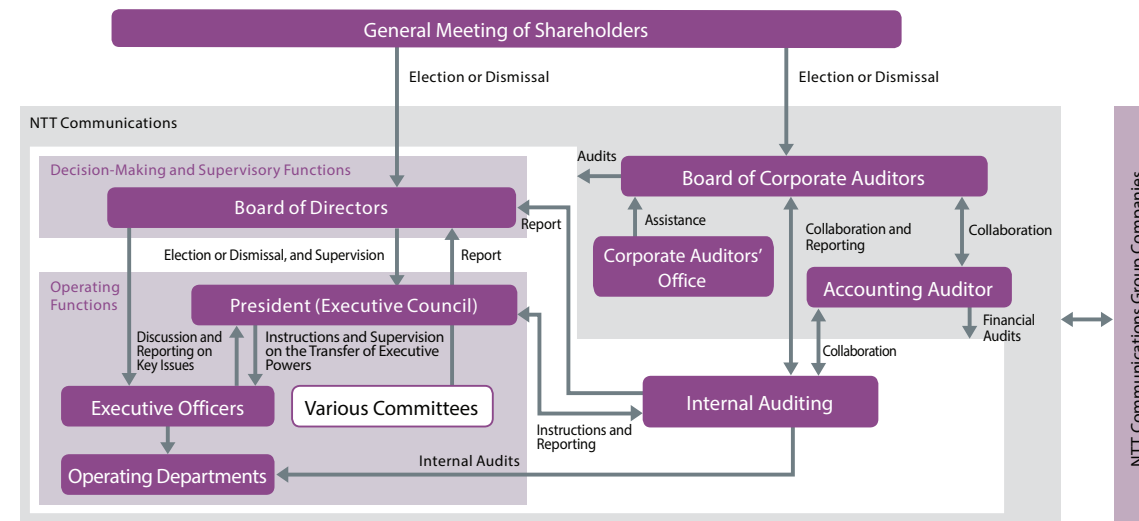 General Meeting of Shareholders
Election or Dismissal
Election or Dismissal
NTT Communications
Decision-Making and Supervisory Functions
Board of Directors
Audits
Board of Corporate Auditors
Report
Assistance
Collaboration and
Reporting
Collaboration
Election or Dismissal, and Supervision
Report
Corporate Auditors’
Office
Operating
Functions
President (Executive Council)
Accounting Auditor
Discussion and
Reporting on
Key Issues
Instructions and Supervision
on the Transfer of Executive
Powers
Financial
Audits
Collaboration
Executive Officers
Various Committees
Internal Auditing
Instructions and
Reporting
Internal Audits
Operating Departments
NTT Communications Group Companies